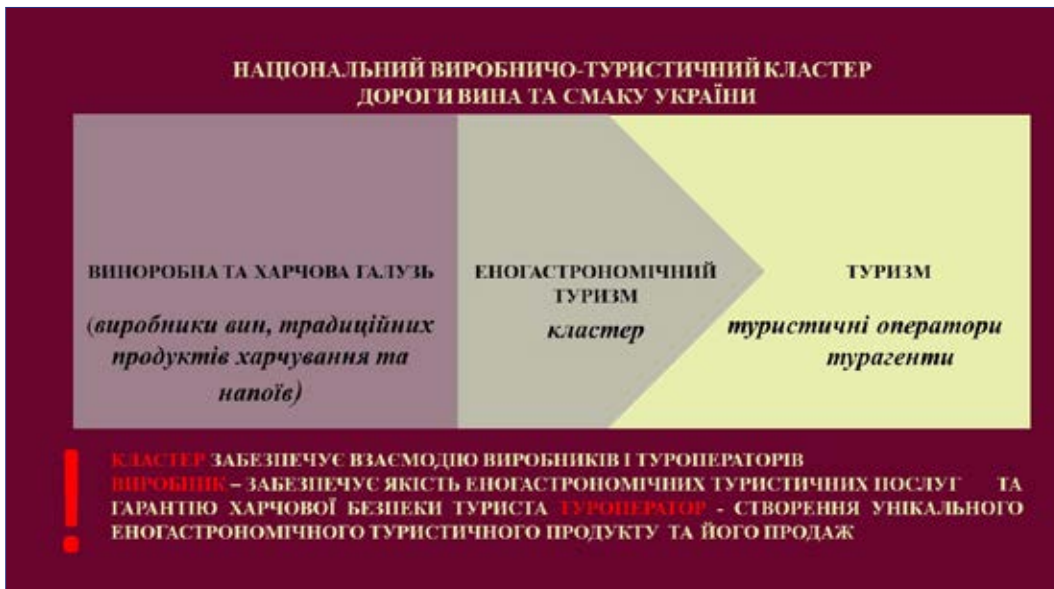 НАЦІОНАЛЬНИЙ ВИРОБНИЧО-ТУРИСТИЧНИЙ КЛАСТЕР
ДОРОГИ ВИНА ТА СМАКУ УКРАЇНИ
ВИНОРОБНА ТА ХАРЧОВА ГАЛУЗЬ
(виробники вин, традиційних
продуктів харчування та
напоїв)
ЕНОГАСТРОНОМІЧНИЙ
ТУРИЗМ
кластер
ТУРИЗМ
туристичні оператори
турагенти
!
КЛАСТЕР ЗАБЕЗПЕЧУЄ ВЗАЄМОДІЮ ВИРОБНИКІВ І ТУРОПЕРАТОРІВ
ВИРОБНИК – ЗАБЕЗПЕЧУЄ ЯКІСТЬ ЕНОГАСТРОНОМІЧНИХ ТУРИСТИЧНИХ ПОСЛУГ ТА
ГАРАНТІЮ ХАРЧОВОЇ БЕЗПЕКИ ТУРИСТА ТУРОПЕРАТОР - СТВОРЕННЯ УНІКАЛЬНОГО
ЕНОГАСТРОНОМІЧНОГО ТУРИСТИЧНОГО ПРОДУКТУ ТА ЙОГО ПРОДАЖ